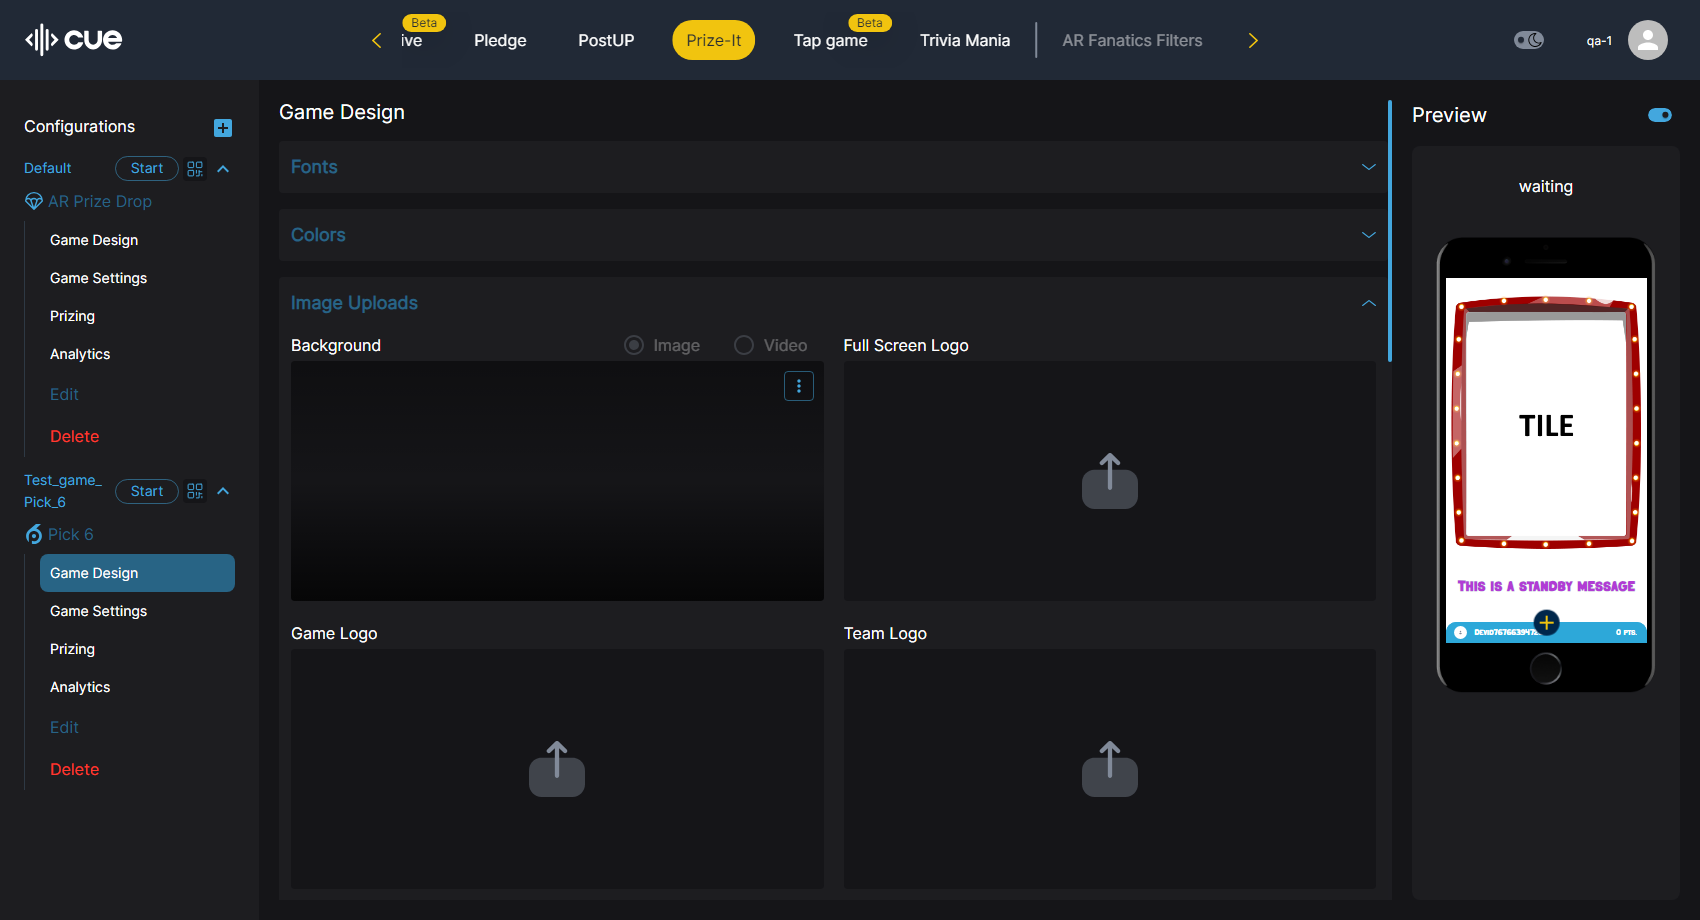 cue
Beta
ive
Pledge
PostUP
Prize-It
Beta
Tap game
Trivia Mania
AR Fanatics Filters
qa-1
Configurations
Default
Start
AR Prize Drop
Game Design
Game Settings
Prizing
Analytics
Edit
Delete
Test_game_
Pick_6
Start
Pick 6
Game Design
Game Settings
Prizing
Analytics
Edit
Delete
Game Design
Fonts
Colors
Image Uploads
Background
Image
Video
Full Screen Logo
Game Logo
Team Logo
Preview
waiting
TILE
This is a standby message
0 pts.